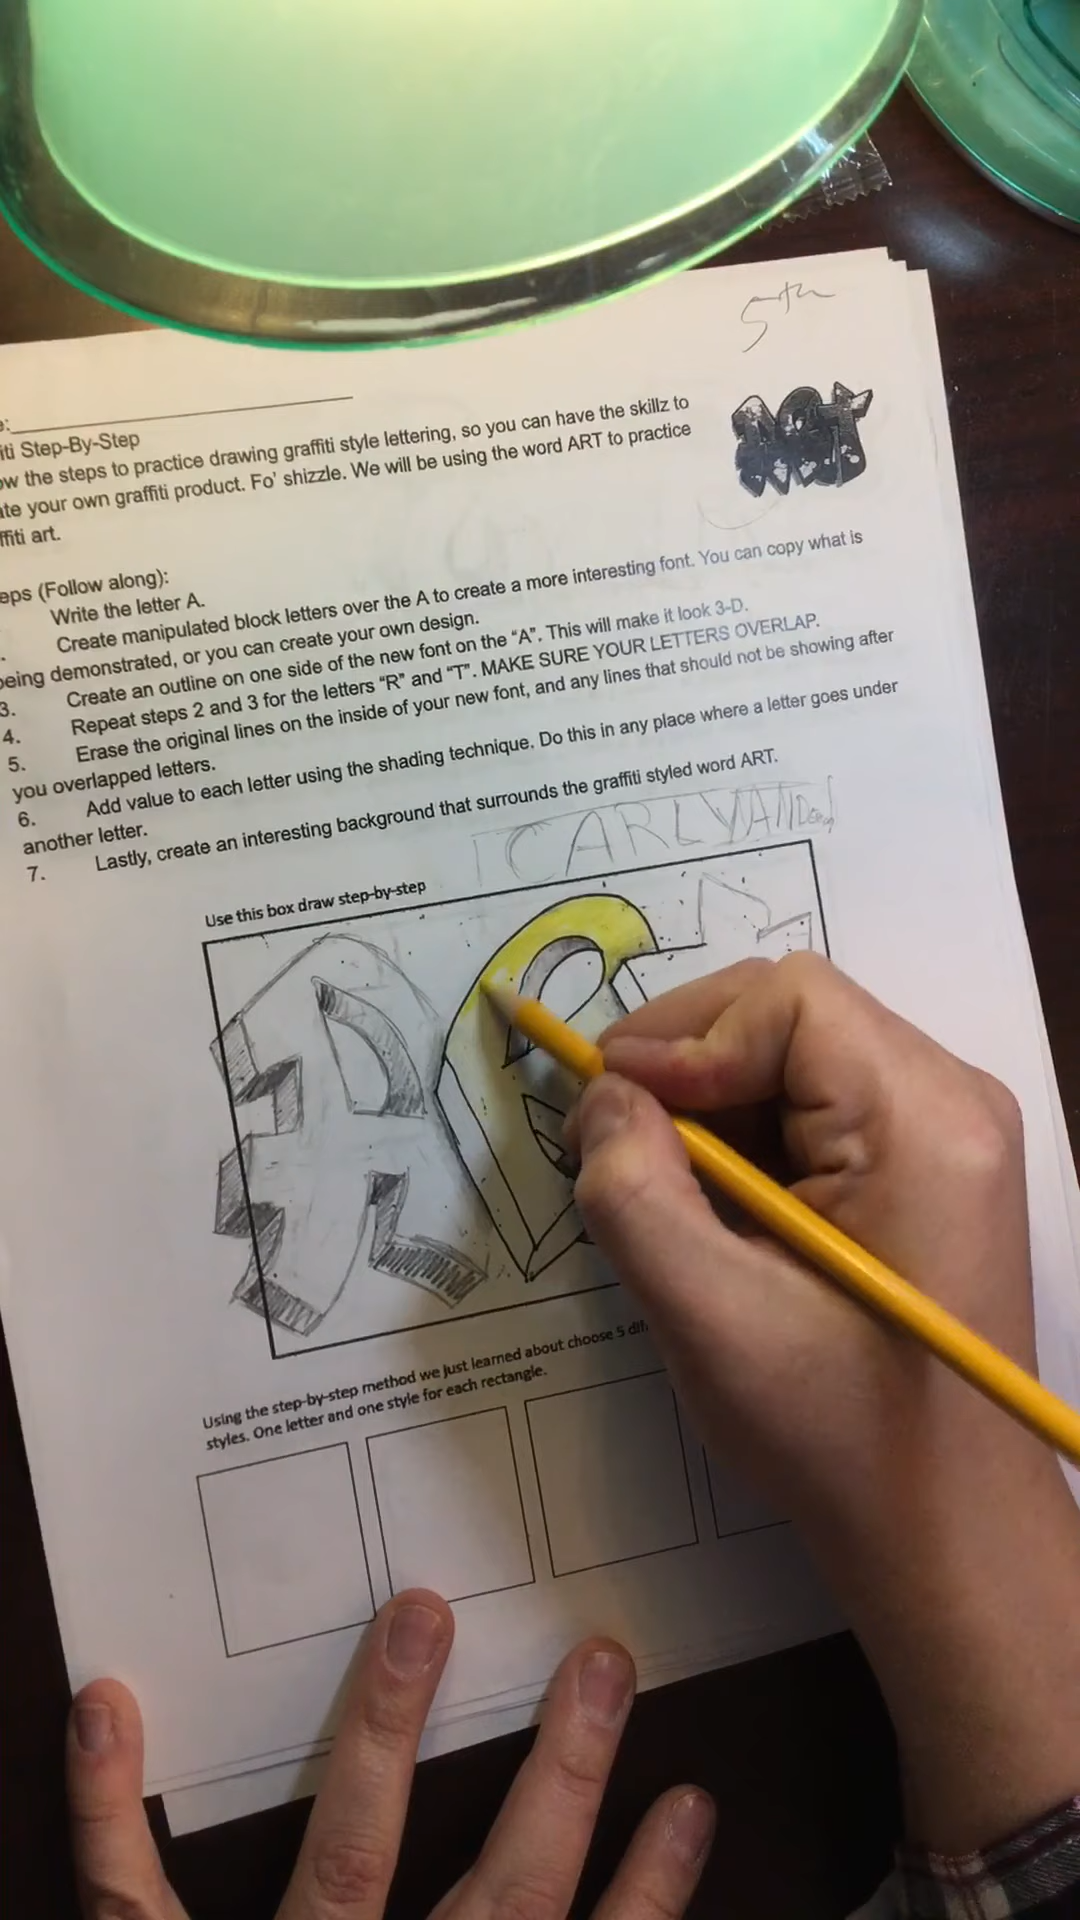 5th
e:
iti Step-By-Step
ow the steps to practice drawing graffiti style lettering, so you can have the skillz to
ate your own graffiti product. Fo' shizzle. We will be using the word ART to practice
ffiti art.
ART
eps (Follow along):
Write the letter A.
Create manipulated block letters over the A to create a more interesting font. You can copy what is
being demonstrated, or you can create your own design.
3. Create an outline on one side of the new font on the “A”. This will make it look 3-D.
4. Repeat steps 2 and 3 for the letters “R” and “T”. MAKE SURE YOUR LETTERS OVERLAP.
5. Erase the original lines on the inside of your new font, and any lines that should not be showing after
you overlapped letters.
6. Add value to each letter using the shading technique. Do this in any place where a letter goes under
another letter.
7. Lastly, create an interesting background that surrounds the graffiti styled word ART.
CARLY
Use this box draw step-by-step
A R
Using the step-by-step method we just learned about choose 5 dif
styles. One letter and one style for each rectangle.